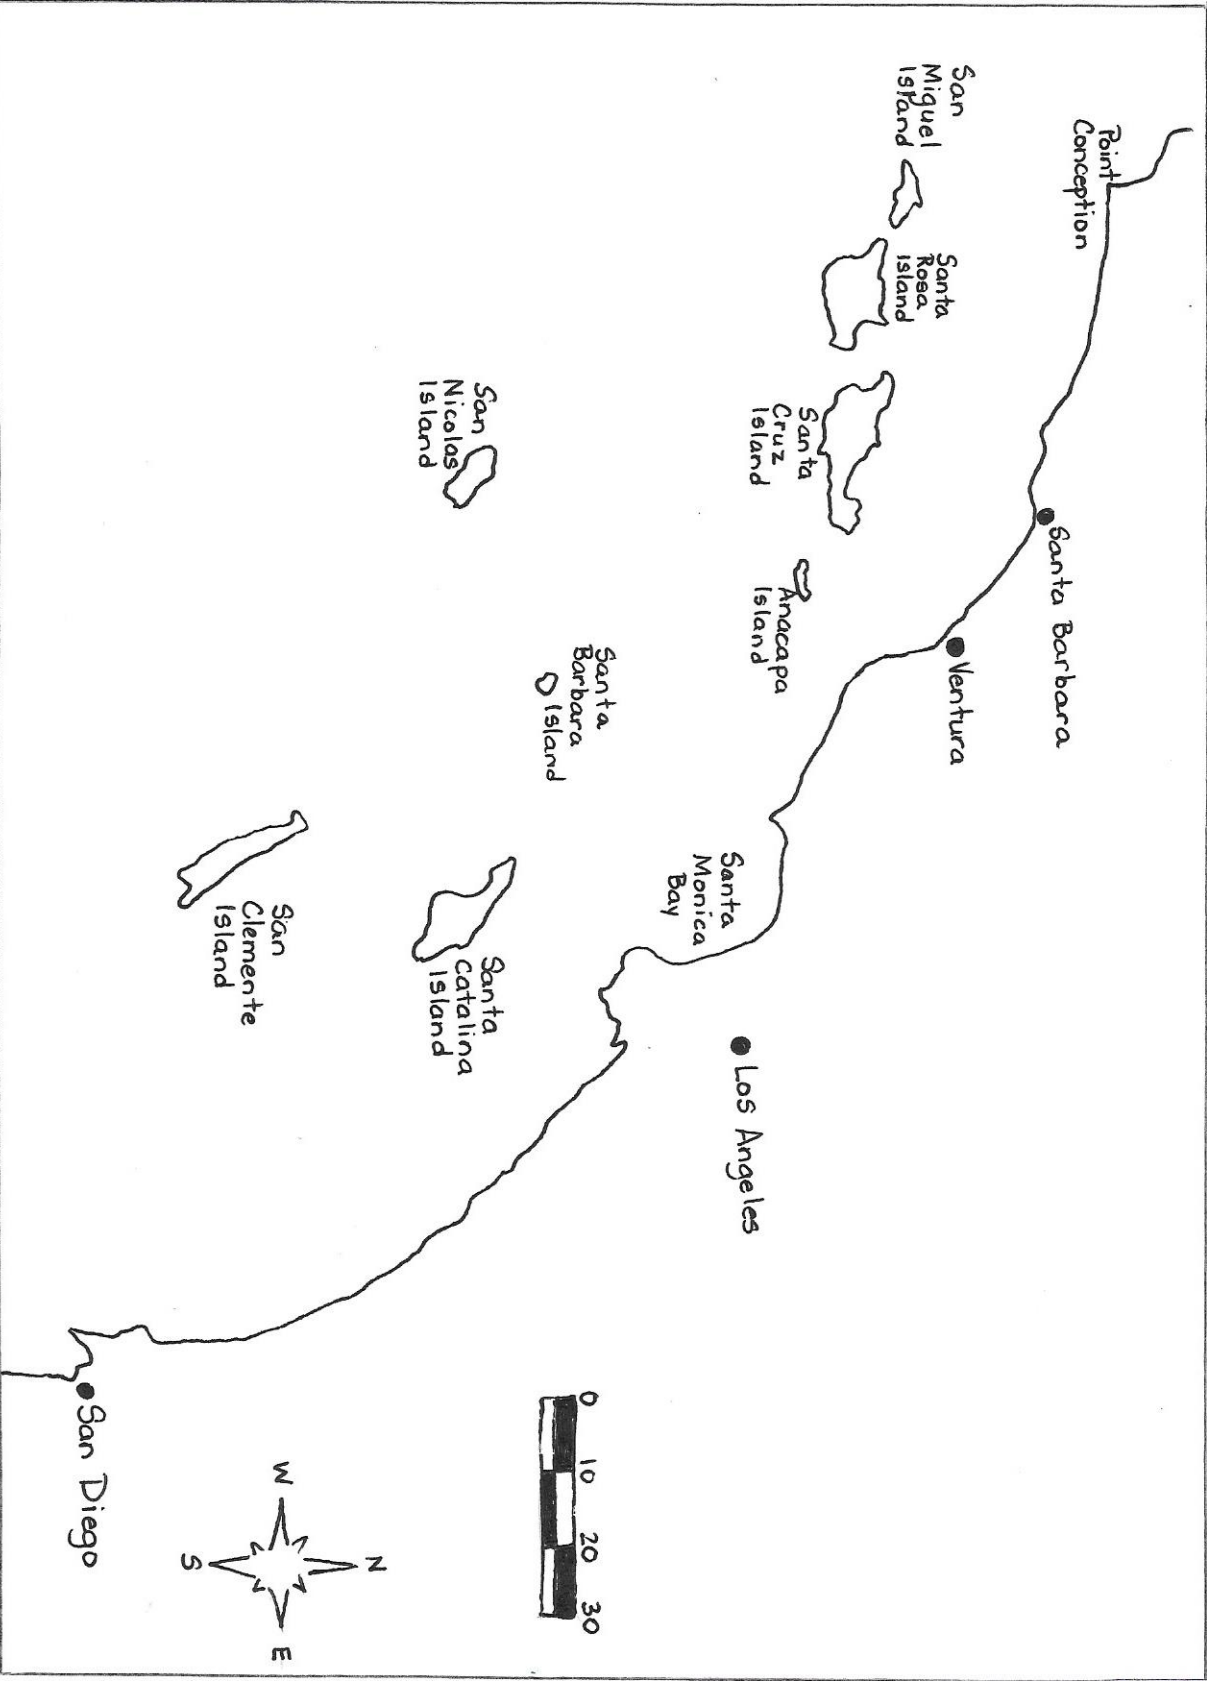 Point
Conception
San
Miguel
Island
Santa
Rosa
Island
Santa
Cruz
Island
Anacapa
Island
San
Nicolas
Island
Santa
Barbara
Island
Santa Barbara
Ventura
Santa
Monica
Bay
Los Angeles
Santa
Catalina
Island
San
Clemente
Island
San Diego
0 10 20 30
N
W
E
S